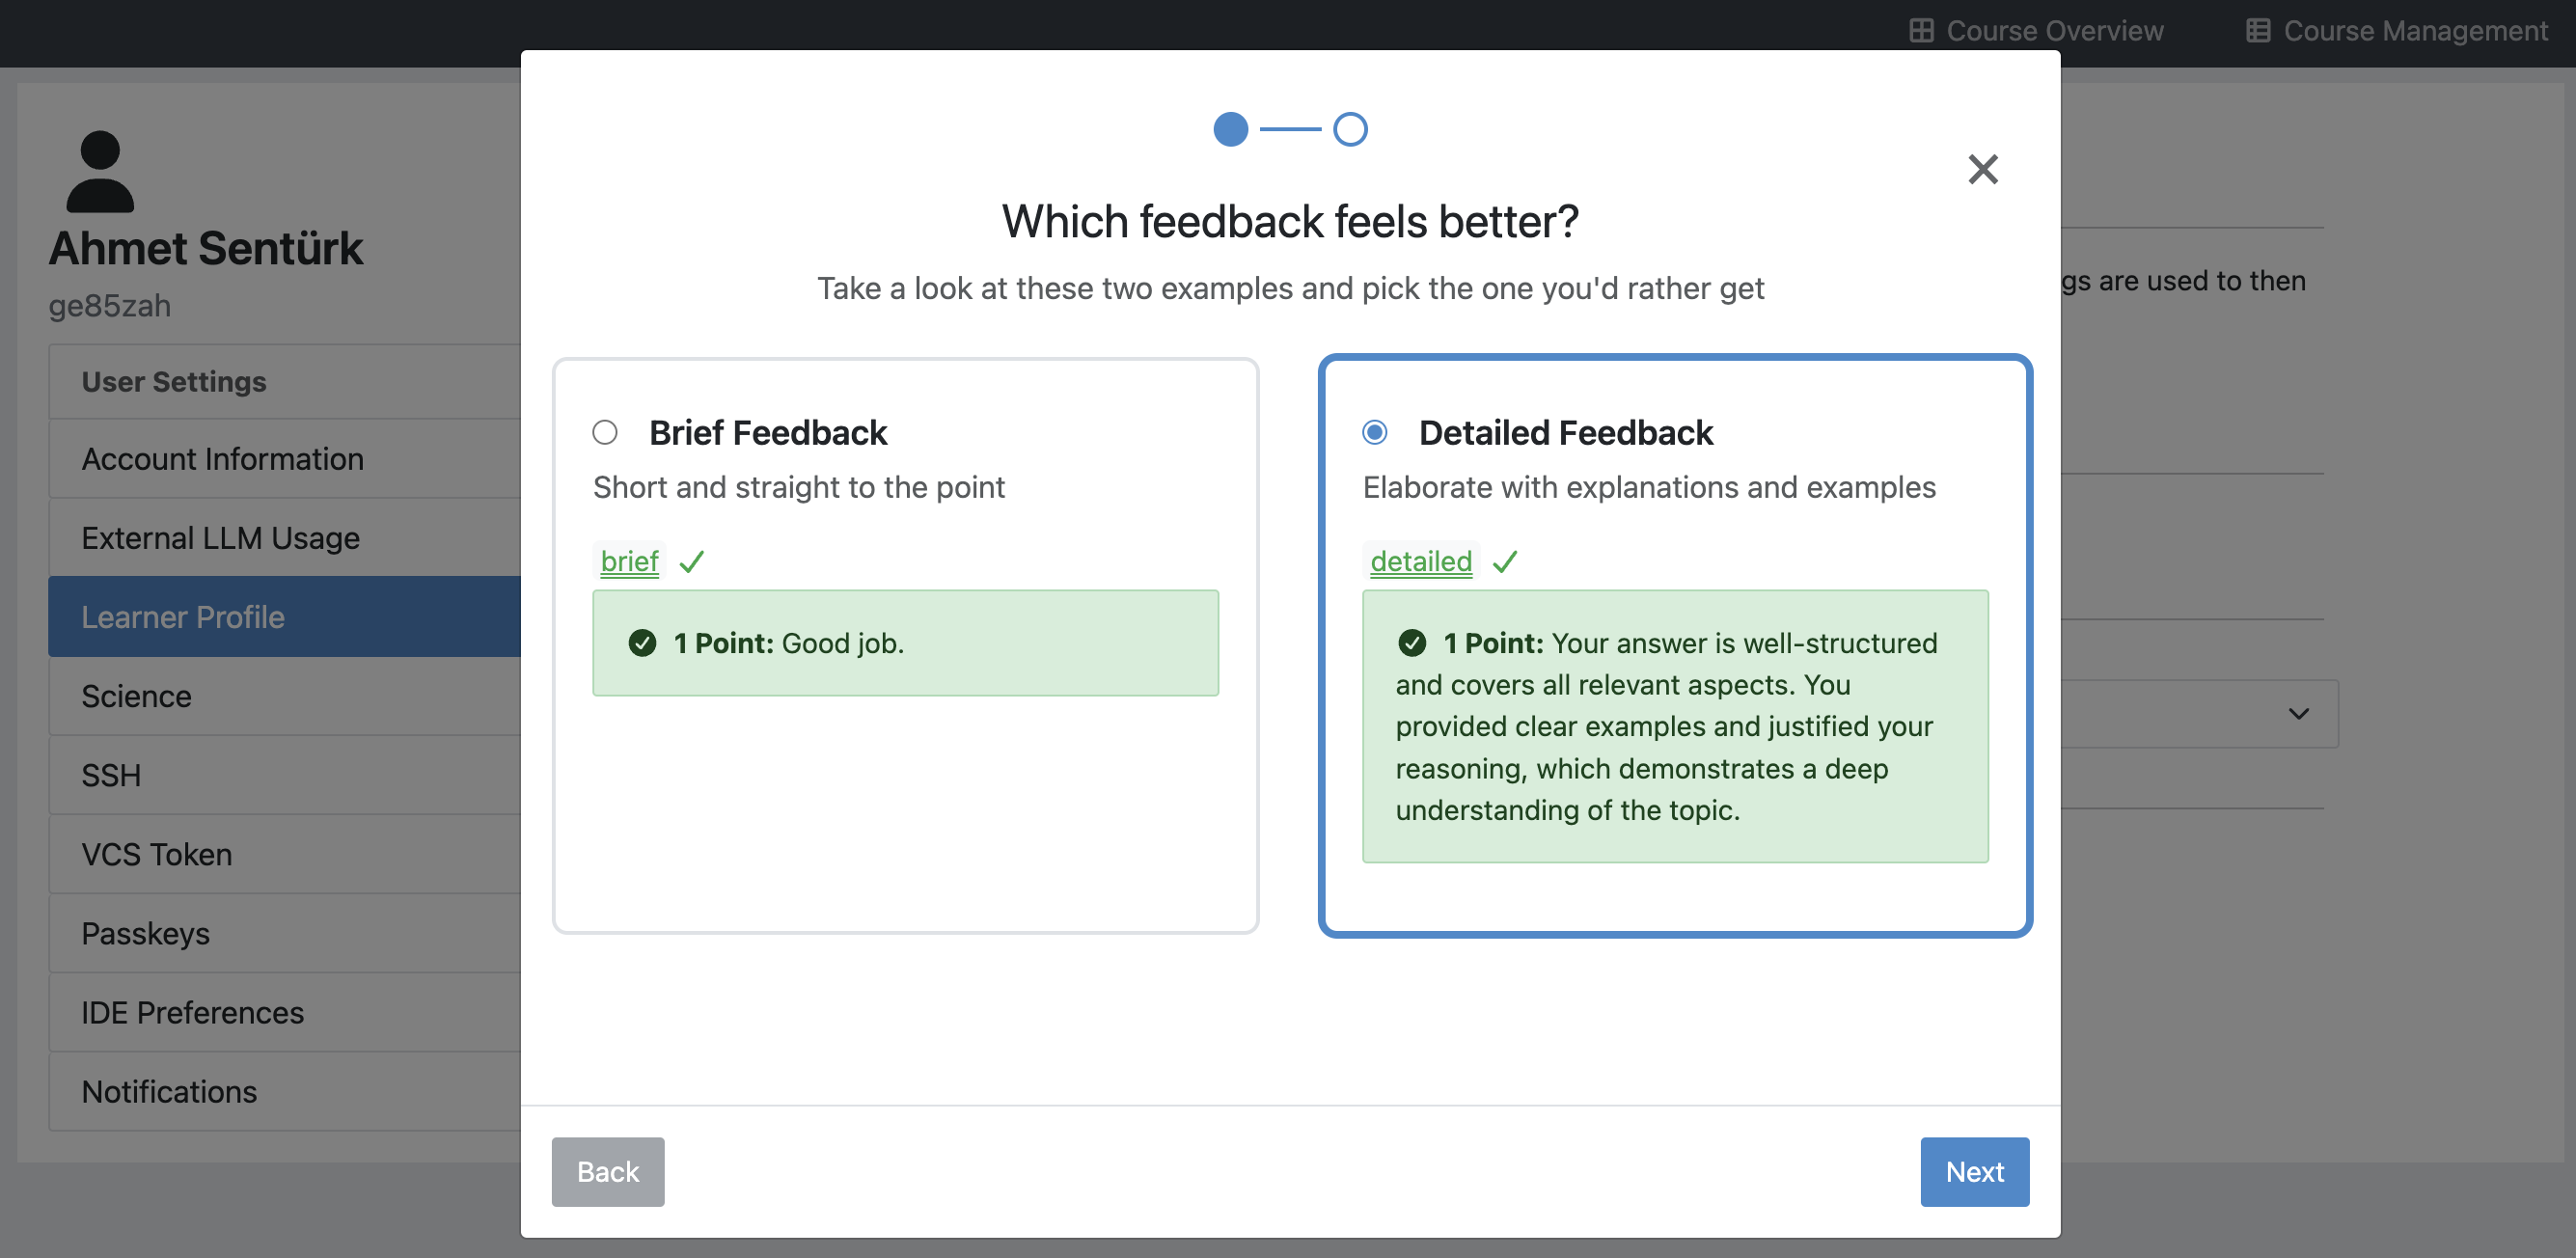 Course Overview
Course Management
Ahmet Sentürk
ge85zah
User Settings
Account Information
External LLM Usage
Learner Profile
Science
SSH
VCS Token
Passkeys
IDE Preferences
Notifications
gs are used to then
Which feedback feels better?
Take a look at these two examples and pick the one you'd rather get
Brief Feedback
Short and straight to the point
brief
1 Point: Good job.
Detailed Feedback
Elaborate with explanations and examples
detailed
1 Point: Your answer is well-structured
and covers all relevant aspects. You
provided clear examples and justified your
reasoning, which demonstrates a deep
understanding of the topic.
Back
Next